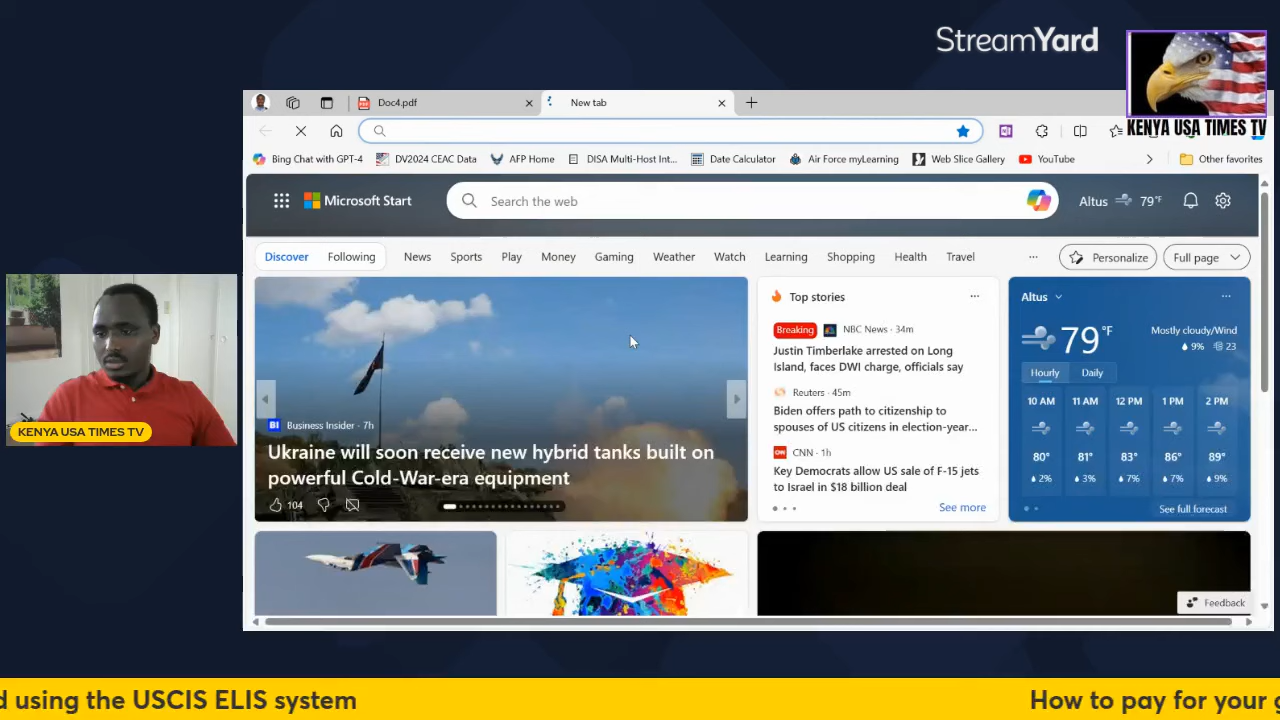 StreamYard
KENYA USA TIMES TV
Doc4.pdf
New tab
Bing Chat with GPT-4
DV2024 CEAC Data
AFP Home
DISA Multi-Host Int...
Date Calculator
Air Force myLearning
Web Slice Gallery
YouTube
Other favorites
Microsoft Start
Search the web
Altus
79°F
Discover
Following
News
Sports
Play
Money
Gaming
Weather
Watch
Learning
Shopping
Health
Travel
...
Personalize
Full page
Business Insider · 7h
Ukraine will soon receive new hybrid tanks built on
powerful Cold-War-era equipment
104
Top stories
...
Breaking
NBC News · 34m
Justin Timberlake arrested on Long
Island, faces DWI charge, officials say
Reuters · 45m
Biden offers path to citizenship to
spouses of US citizens in election-year...
CNN · 1h
Key Democrats allow US sale of F-15 jets
to Israel in $18 billion deal
See more
Altus
...
79°F
Mostly cloudy/Wind
9% 23
Hourly Daily
10 AM 11 AM 12 PM 1 PM 2 PM
80° 81° 83° 86° 89°
2% 3% 7% 7% 9%
See full forecast
Feedback
KENYA USA TIMES TV
d using the USCIS ELIS system
How to pay for your g